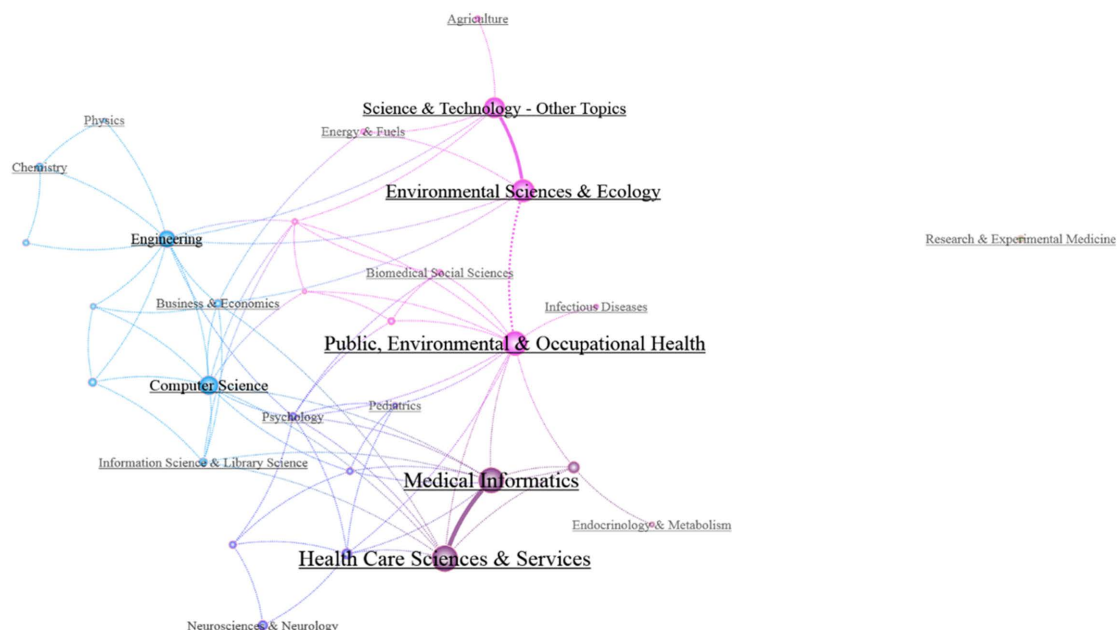 Agriculture
Science & Technology - Other Topics
Physics
Energy & Fuels
Chemistry
Environmental Sciences & Ecology
Engineering
Research & Experimental Medicine
Biomedical Social Sciences
Business & Economics
Infectious Diseases
Public, Environmental & Occupational Health
Computer Science
Pediatrics
Psychology
Information Science & Library Science
Medical Informatics
Endocrinology & Metabolism
Health Care Sciences & Services
Neurosciences & Neurology